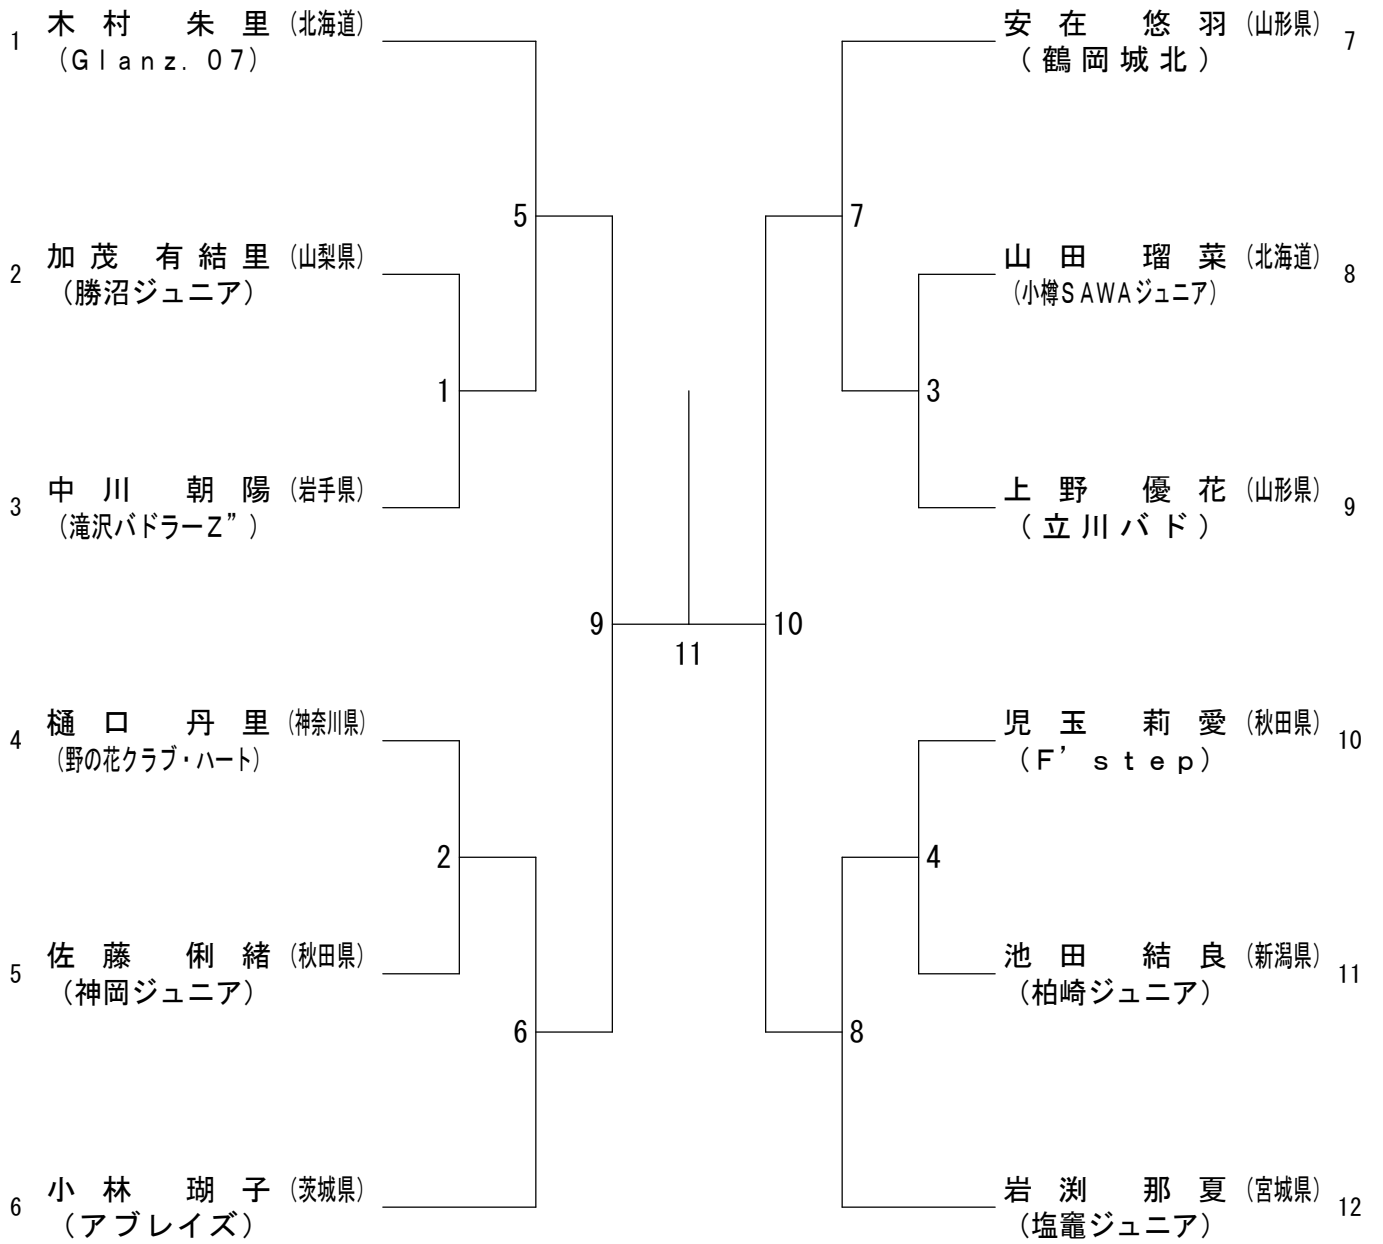 1 木村 朱里 (北海道)
(Glanz. 07)
2 加茂 有結里 (山梨県)
(勝沼ジュニア)
3 中川 朝陽 (岩手県)
(滝沢バドラーZ”)
4 樋口 丹里 (神奈川県)
(野の花クラブ・ハート)
5 佐藤 俐緒 (秋田県)
(神岡ジュニア)
6 小林 瑚子 (茨城県)
(アブレイズ)
5
1
2
6
9
11
10
7
3
4
8
安在 悠羽 (山形県) 7
(鶴岡城北)
山田 瑠菜 (北海道) 8
(小樽SAWAジュニア)
上野 優花 (山形県) 9
(立川バド)
児玉 莉愛 (秋田県) 10
(F’step)
池田 結良 (新潟県) 11
(柏崎ジュニア)
岩渕 那夏 (宮城県) 12
(塩竈ジュニア)